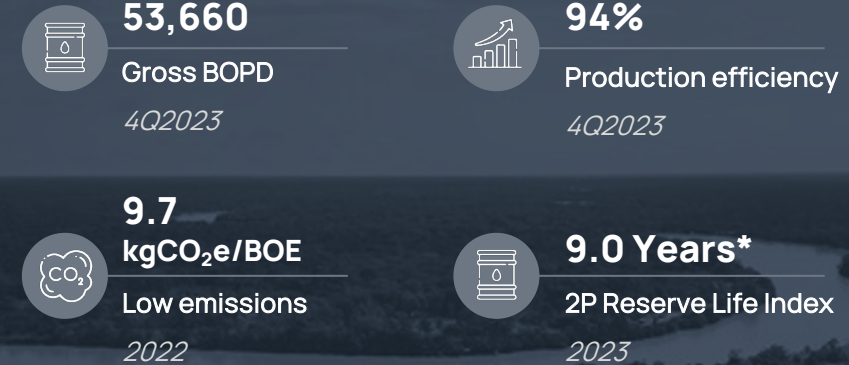 53,660
Gross BOPD
4Q2023
94%
Production efficiency
4Q2023
9.7
kgCO₂e/BOE
CO₂
Low emissions
2022
9.0 Years*
2P Reserve Life Index
2023